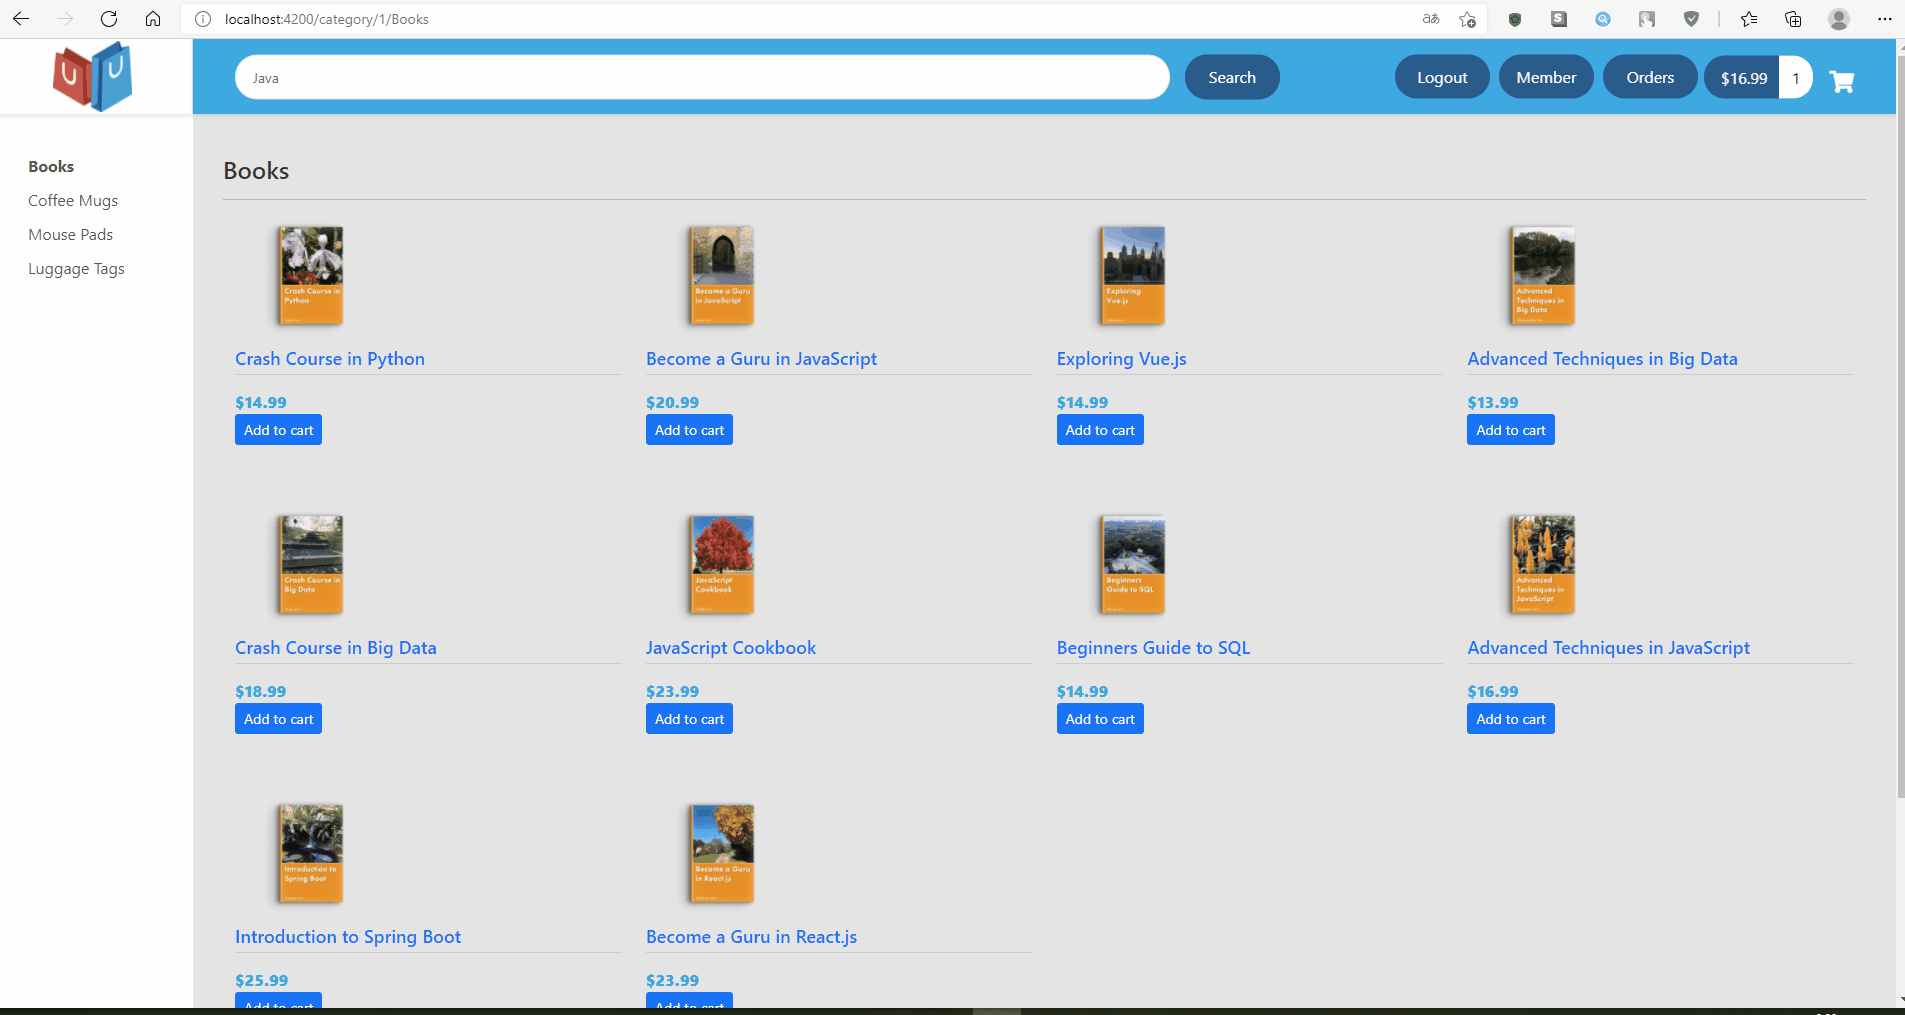 localhost:4200/category/1/Books
Java
Search
Logout
Member
Orders
$16.99
1
Books
Coffee Mugs
Mouse Pads
Luggage Tags
Books
Crash Course in
Python
Become a Guru
in JavaScript
Exploring
Vue.js
Advanced
Techniques in
Big Data
Crash Course in Python
Become a Guru in JavaScript
Exploring Vue.js
Advanced Techniques in Big Data
$14.99
$20.99
$14.99
$13.99
Add to cart
Add to cart
Add to cart
Add to cart
Crash Course in
Big Data
JavaScript
Cookbook
Beginners
Guide to SQL
Advanced
Techniques in
JavaScript
Crash Course in Big Data
JavaScript Cookbook
Beginners Guide to SQL
Advanced Techniques in JavaScript
$18.99
$23.99
$14.99
$16.99
Add to cart
Add to cart
Add to cart
Add to cart
Introduction to
Spring Boot
Become a Guru
in React.js
Introduction to Spring Boot
Become a Guru in React.js
$25.99
$23.99
Add to cart
Add to cart